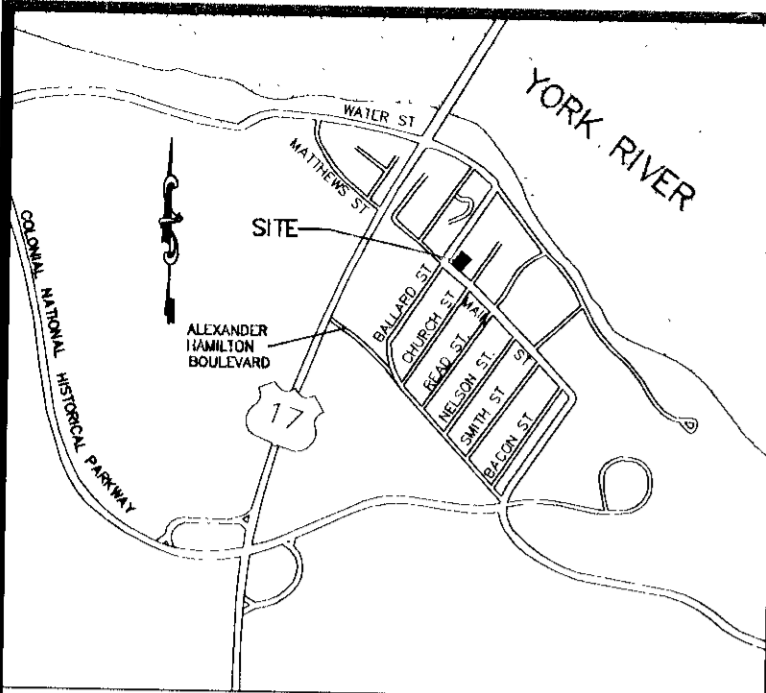 WATER ST
YORK RIVER
MATTHEWS ST
SITE
COLONIAL NATIONAL HISTORICAL PARKWAY
BALLARD ST
CHURCH ST
MAIN ST
READ ST.
NELSON ST.
SMITH ST
BACON ST
ALEXANDER
HAMILTON
BOULEVARD
17